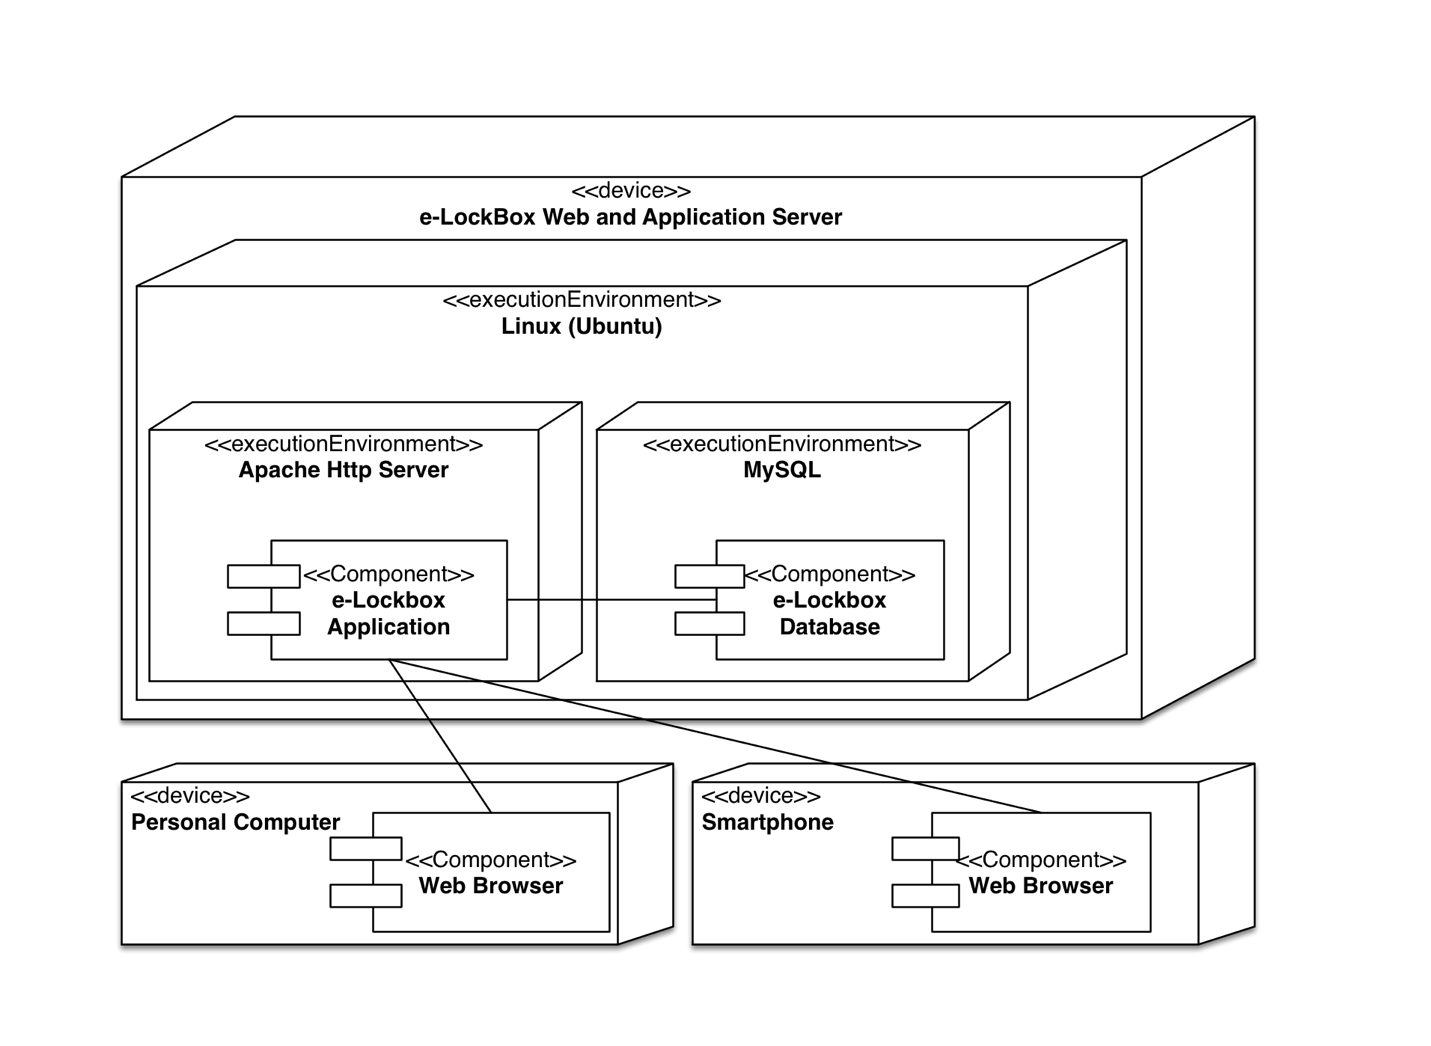 <<device>>
e-LockBox Web and Application Server
<<executionEnvironment>>
Linux (Ubuntu)
<<executionEnvironment>>
Apache Http Server
<<executionEnvironment>>
MySQL
<<Component>>
e-Lockbox
Application
<<Component>>
e-Lockbox
Database
<<device>>
Personal Computer
<<Component>>
Web Browser
<<device>>
Smartphone
<<Component>>
Web Browser